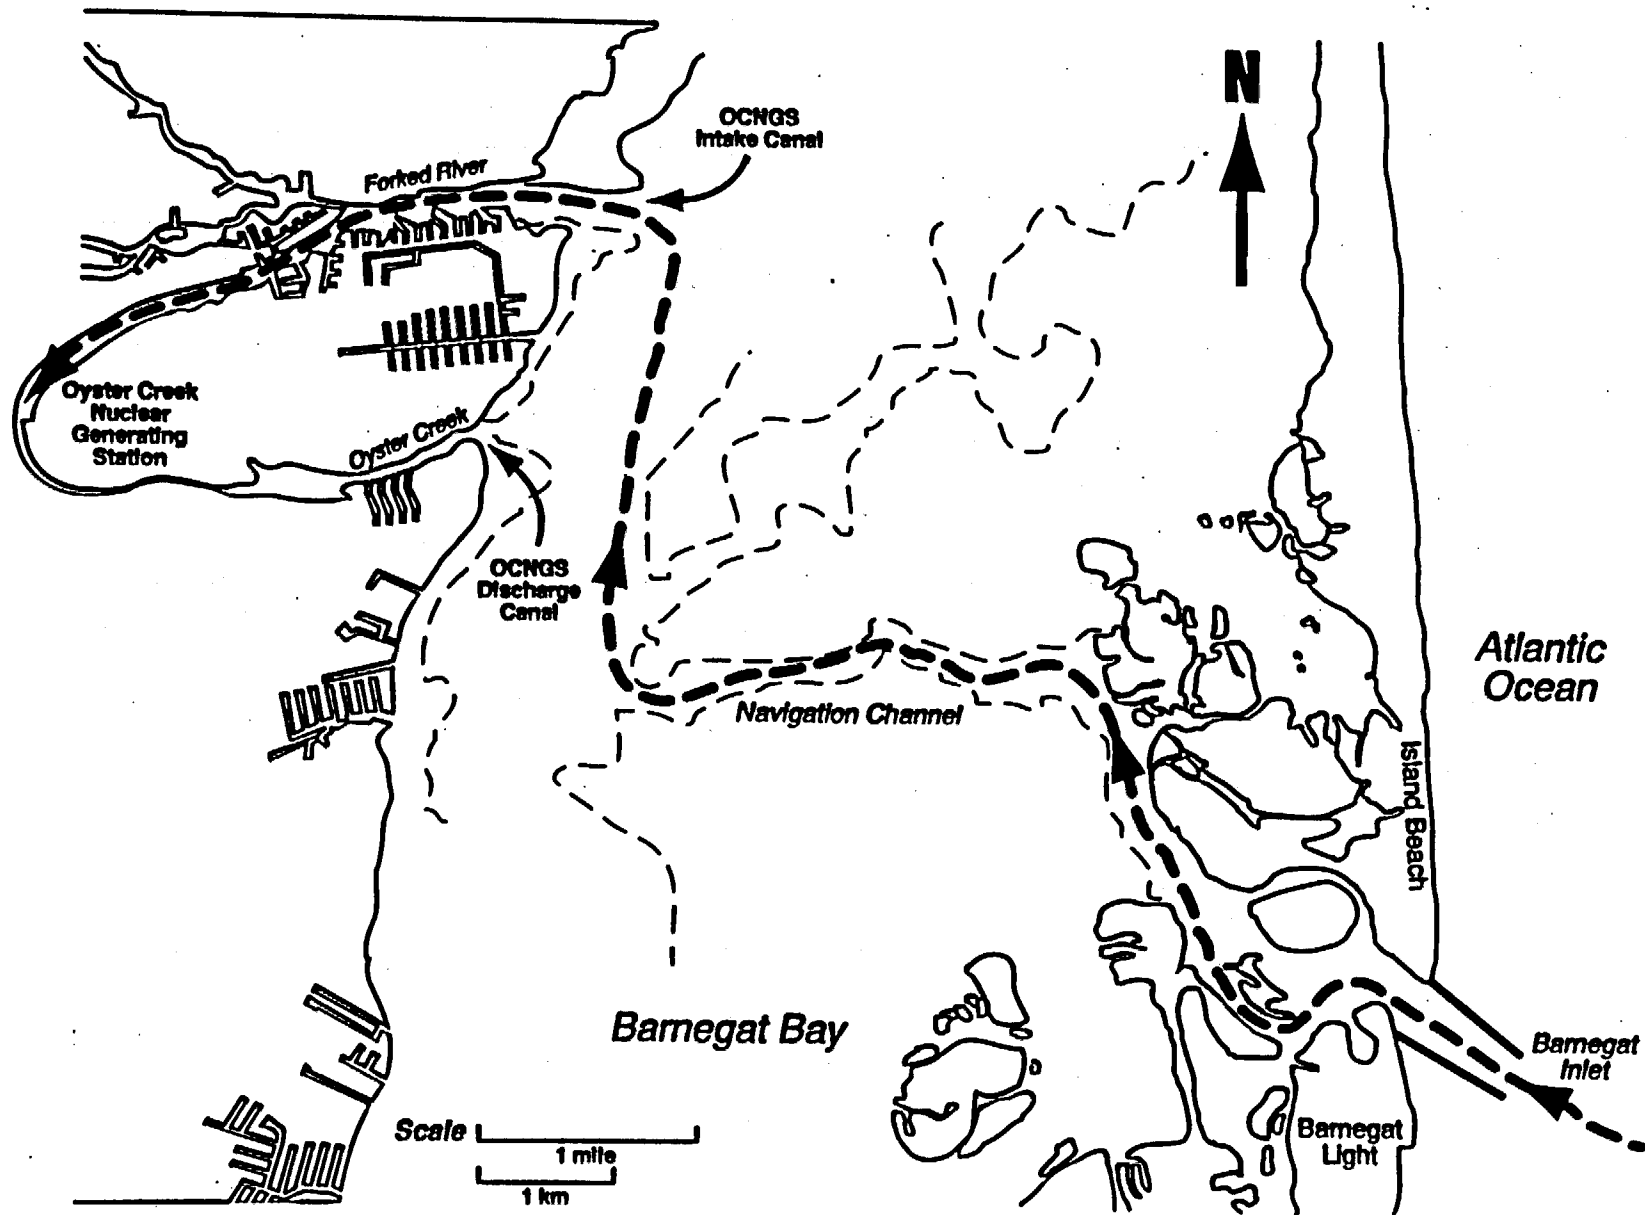 N
OCNGS
Intake Canal
Forked River
Oyster Creek
Nuclear
Generating
Station
Oyster Creek
OCNGS
Discharge
Canal
Navigation Channel
Atlantic
Ocean
Island Beach
Barnegat Bay
Barnegat
Inlet
Barnegat
Light
Scale
1 mile
1 km